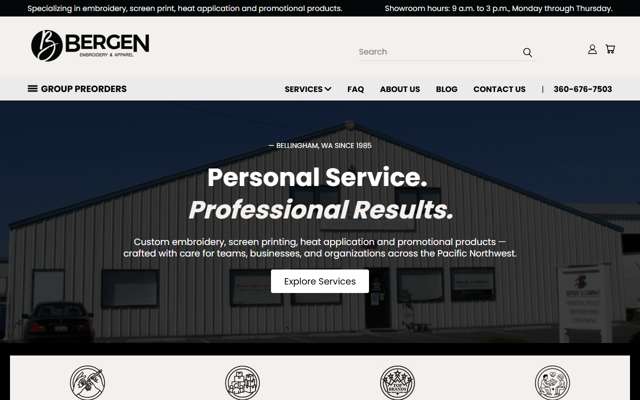 Specializing in embroidery, screen print, heat application and promotional products.
Showroom hours: 9 a.m. to 3 p.m., Monday through Thursday.
B BERGEN
EMBROIDERY & APPAREL
Search
GROUP PREORDERS
SERVICES
FAQ
ABOUT US
BLOG
CONTACT US
|
360-676-7503
— BELLINGHAM, WA SINCE 1985
Personal Service.
Professional Results.
Custom embroidery, screen printing, heat application and promotional products —
crafted with care for teams, businesses, and organizations across the Pacific Northwest.
Explore Services
TOP
BRANDS